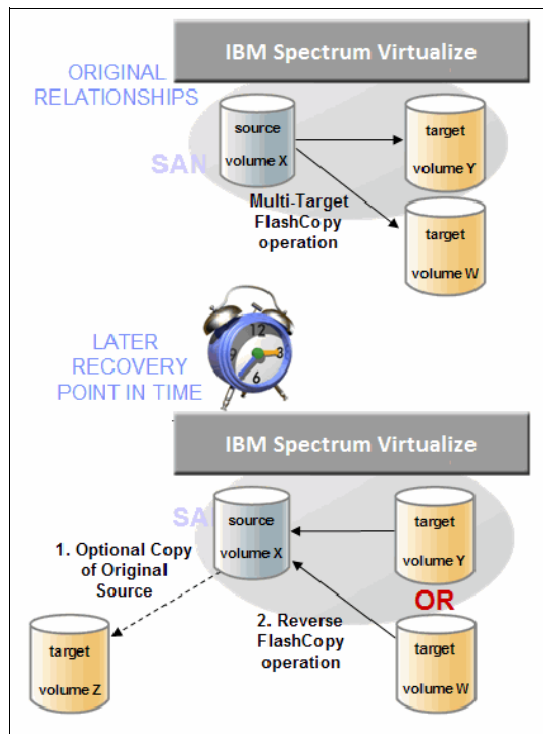 IBM Spectrum Virtualize
ORIGINAL
RELATIONSHIPS
SAN
source
volume X
target
volume Y
Multi-Target
FlashCopy
operation
target
volume W
LATER
RECOVERY
POINT IN TIME
12
3
6
9
IBM Spectrum Virtualize
SA
source
volume X
target
volume Y
1. Optional Copy
of Original
Source
OR
2. Reverse
FlashCopy
operation
target
volume Z
target
volume W